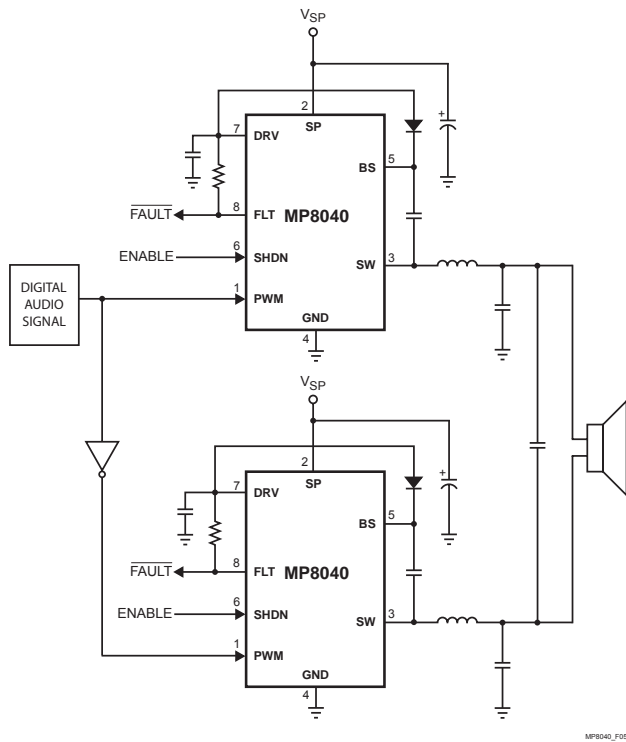 VSP
2
SP
7
DRV
5
BS
FAULT
8
FLT
MP8040
ENABLE
6
SHDN
3
SW
DIGITAL
AUDIO
SIGNAL
1
PWM
GND
4
VSP
2
SP
7
DRV
5
BS
FAULT
8
FLT
MP8040
ENABLE
6
SHDN
3
SW
1
PWM
GND
4
+
+
MP8040_F05